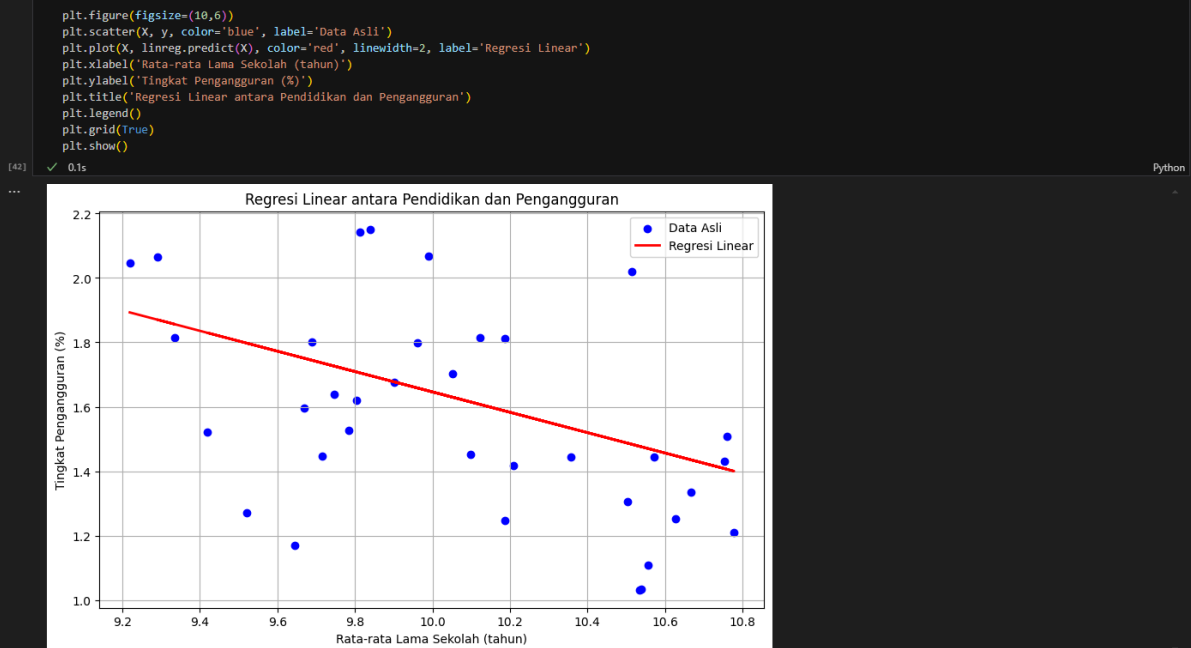 plt.figure(figsize=(10,6))
plt.scatter(X, y, color='blue', label='Data Asli')
plt.plot(X, linreg.predict(X), color='red', linewidth=2, label='Regresi Linear')
plt.xlabel('Rata-rata Lama Sekolah (tahun)')
plt.ylabel('Tingkat Pengangguran (%)')
plt.title('Regresi Linear antara Pendidikan dan Pengangguran')
plt.legend()
plt.grid(True)
plt.show()
[42] ✓ 0.1s Python
...
Regresi Linear antara Pendidikan dan Pengangguran
Data Asli
Regresi Linear
Tingkat Pengangguran (%)
2.2
2.0
1.8
1.6
1.4
1.2
1.0
9.2 9.4 9.6 9.8 10.0 10.2 10.4 10.6 10.8
Rata-rata Lama Sekolah (tahun)